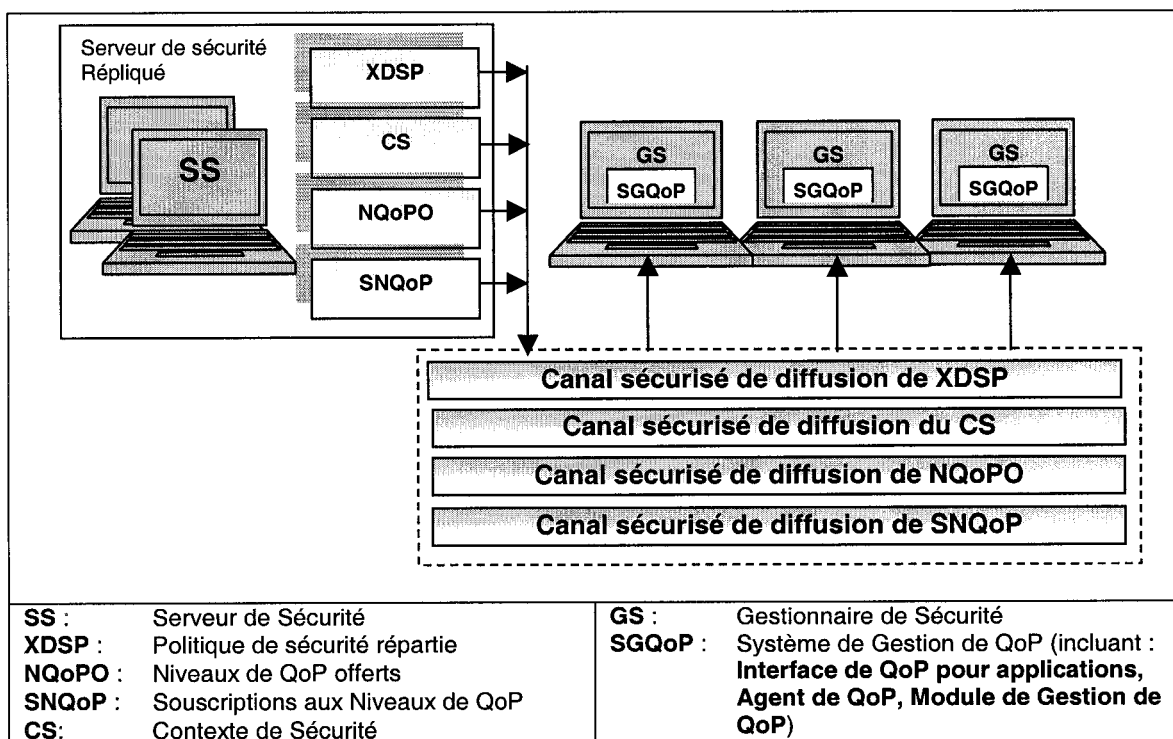 Serveur de sécurité
Répliqué
SS
XDSP
CS
NQoPO
SNQoP
GS
SGQoP
GS
SGQoP
GS
SGQoP
Canal sécurisé de diffusion de XDSP
Canal sécurisé de diffusion du CS
Canal sécurisé de diffusion de NQoPO
Canal sécurisé de diffusion de SNQoP
SS : Serveur de Sécurité
XDSP : Politique de sécurité répartie
NQoPO : Niveaux de QoP offerts
SNQoP : Souscriptions aux Niveaux de QoP
CS: Contexte de Sécurité
GS : Gestionnaire de Sécurité
SGQoP : Système de Gestion de QoP (incluant :
Interface de QoP pour applications,
Agent de QoP, Module de Gestion de
QoP)